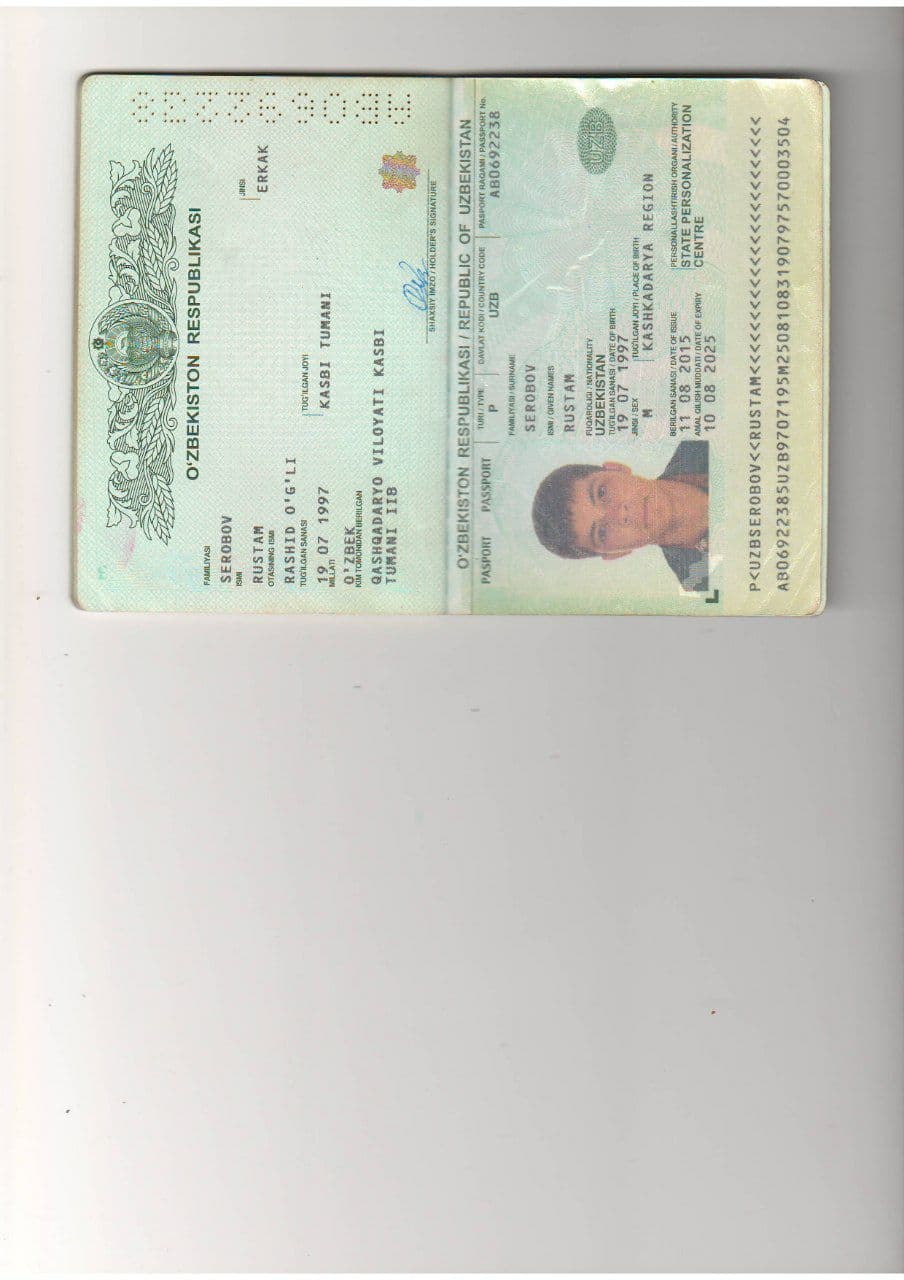 O'ZBEKISTON RESPUBLIKASI
FAMILIYASI
SEROBOV
ISMI
RUSTAM
JINSI
ERKAK
OTASINING ISMI
RASHID O'G'LI
TUG'ILGAN SANASI
19 07 1997
TUG'ILGAN JOYI
KASBI TUMANI
MILLATI
O'ZBEK
KIM TOMONIDAN BERILGAN
QASHQADARYO VILOYATI KASBI
TUMANI IIB
SHAXSIY IMZO / HOLDER'S SIGNATURE
AB0692238
O'ZBEKISTON RESPUBLIKASI / REPUBLIC OF UZBEKISTAN
PASPORT PASSPORT
TURI / TYPE
P
DAVLAT KODI / COUNTRY CODE
UZB
PASPORT RAQAMI / PASSPORT No.
AB0692238
FAMILIYASI / SURNAME
SEROBOV
ISMI / GIVEN NAMES
RUSTAM
FUQAROLIGI / NATIONALITY
UZBEKISTAN
UZB
TUG'ILGAN SANASI / DATE OF BIRTH
19 07 1997
JINSI / SEX
M
TUG'ILGAN JOYI / PLACE OF BIRTH
KASHKADARYA REGION
BERILGAN SANASI / DATE OF ISSUE
11 08 2015
PERSONALLASHTIRISH ORGANI / AUTHORITY
STATE PERSONALIZATION
CENTRE
AMAL QILISH MUDDATI / DATE OF EXPIRY
10 08 2025
P<UZBSEROBOV<<RUSTAM<<<<<<<<<<<<<<<<<<<<<<<<
AB06922385UZB9707195M25081083190797570003504